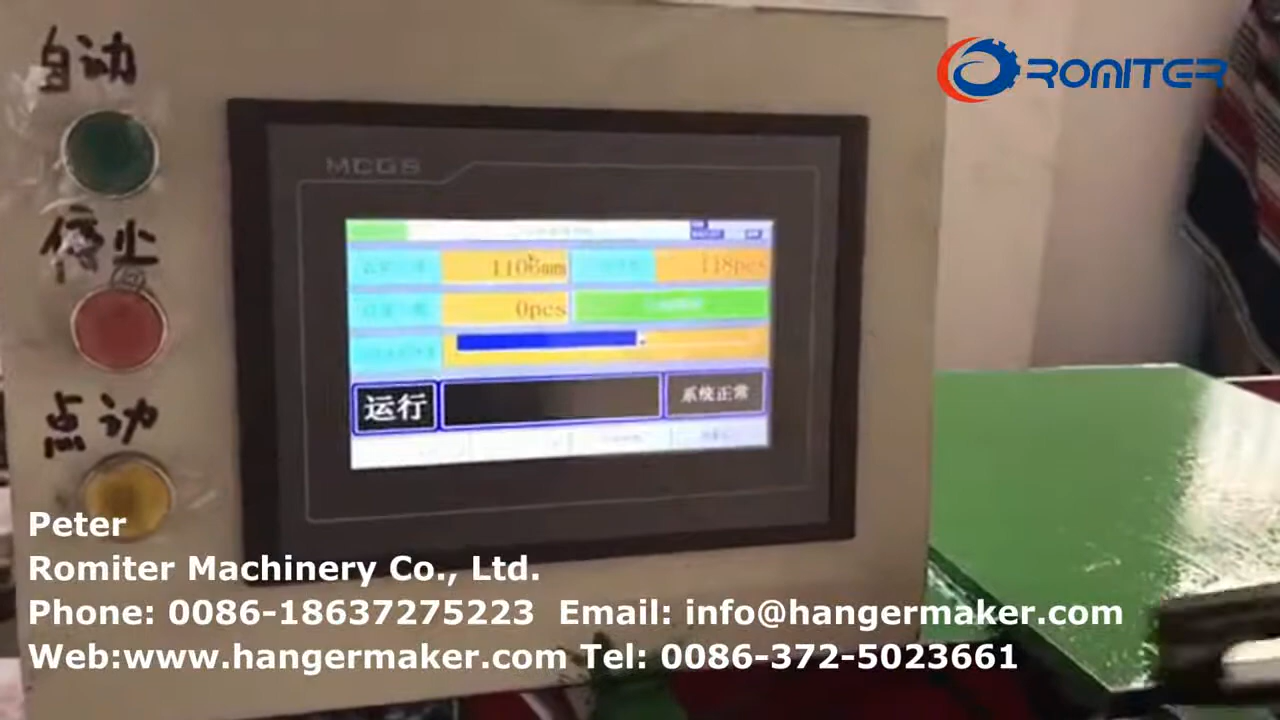 自动
ROMITER
MCGS
停止
1106mm
118pcs
0pcs
运行
系统正常
点动
Peter
Romiter Machinery Co., Ltd.
Phone: 0086-18637275223 Email: info@hangermaker.com
Web:www.hangermaker.com Tel: 0086-372-5023661